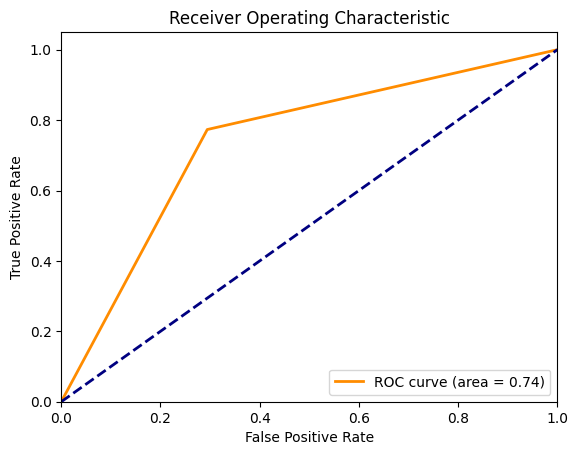 Receiver Operating Characteristic
True Positive Rate
1.0
0.8
0.6
0.4
0.2
0.0
ROC curve (area = 0.74)
0.0 0.2 0.4 0.6 0.8 1.0
False Positive Rate